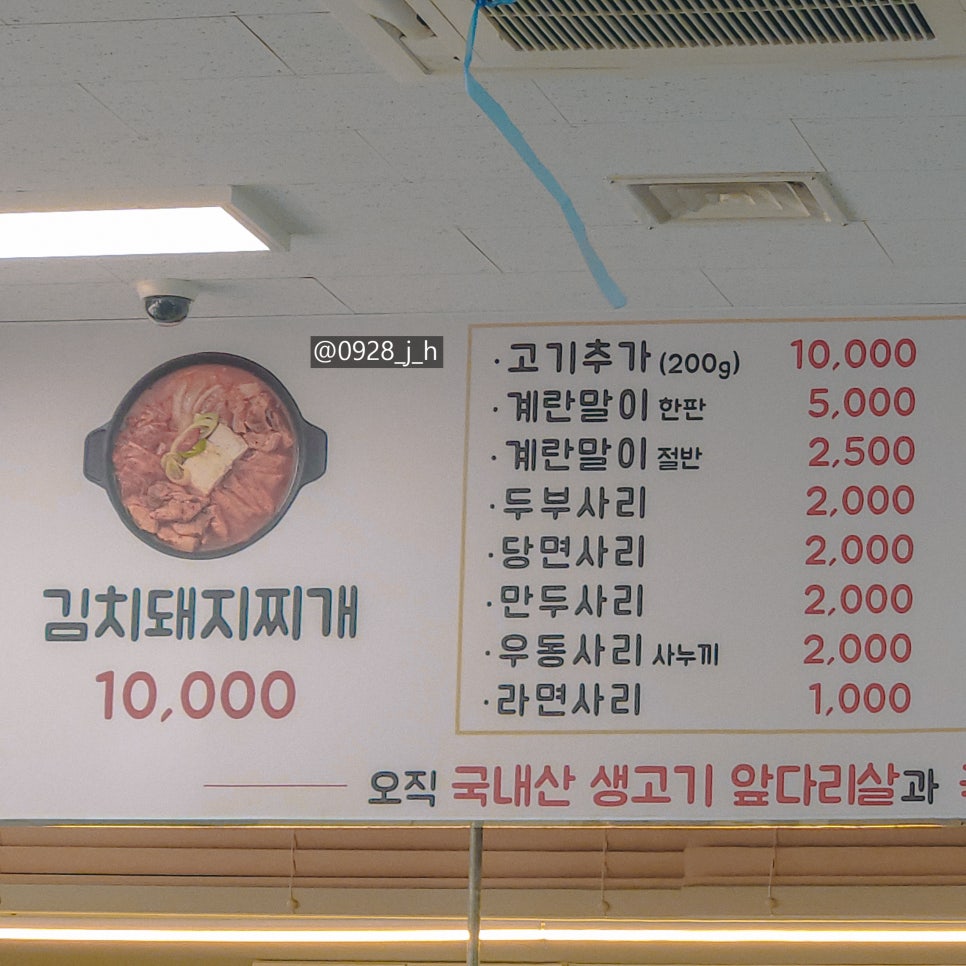 @0928_j_h
김치돼지찌개
10,000
·고기추가 (200g) 10,000
·계란말이 한판 5,000
·계란말이 절반 2,500
·두부사리 2,000
·당면사리 2,000
·만두사리 2,000
·우동사리 사누끼 2,000
·라면사리 1,000
오직 국내산 생고기 앞다리살과